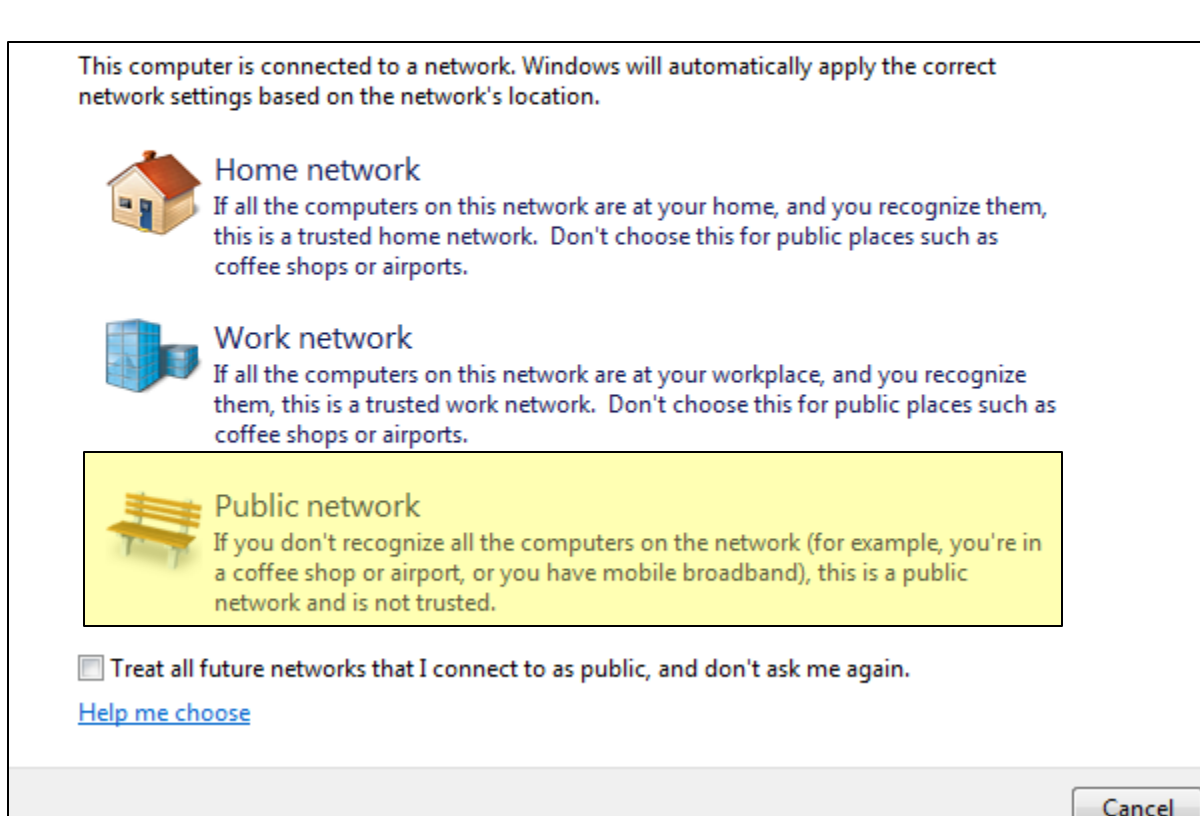 This computer is connected to a network. Windows will automatically apply the correct
network settings based on the network's location.
Home network
If all the computers on this network are at your home, and you recognize them,
this is a trusted home network.  Don't choose this for public places such as
coffee shops or airports.
Work network
If all the computers on this network are at your workplace, and you recognize
them, this is a trusted work network.  Don't choose this for public places such as
coffee shops or airports.
Public network
If you don't recognize all the computers on the network (for example, you're in
a coffee shop or airport, or you have mobile broadband), this is a public
network and is not trusted.
Treat all future networks that I connect to as public, and don't ask me again.
Help me choose
Cancel